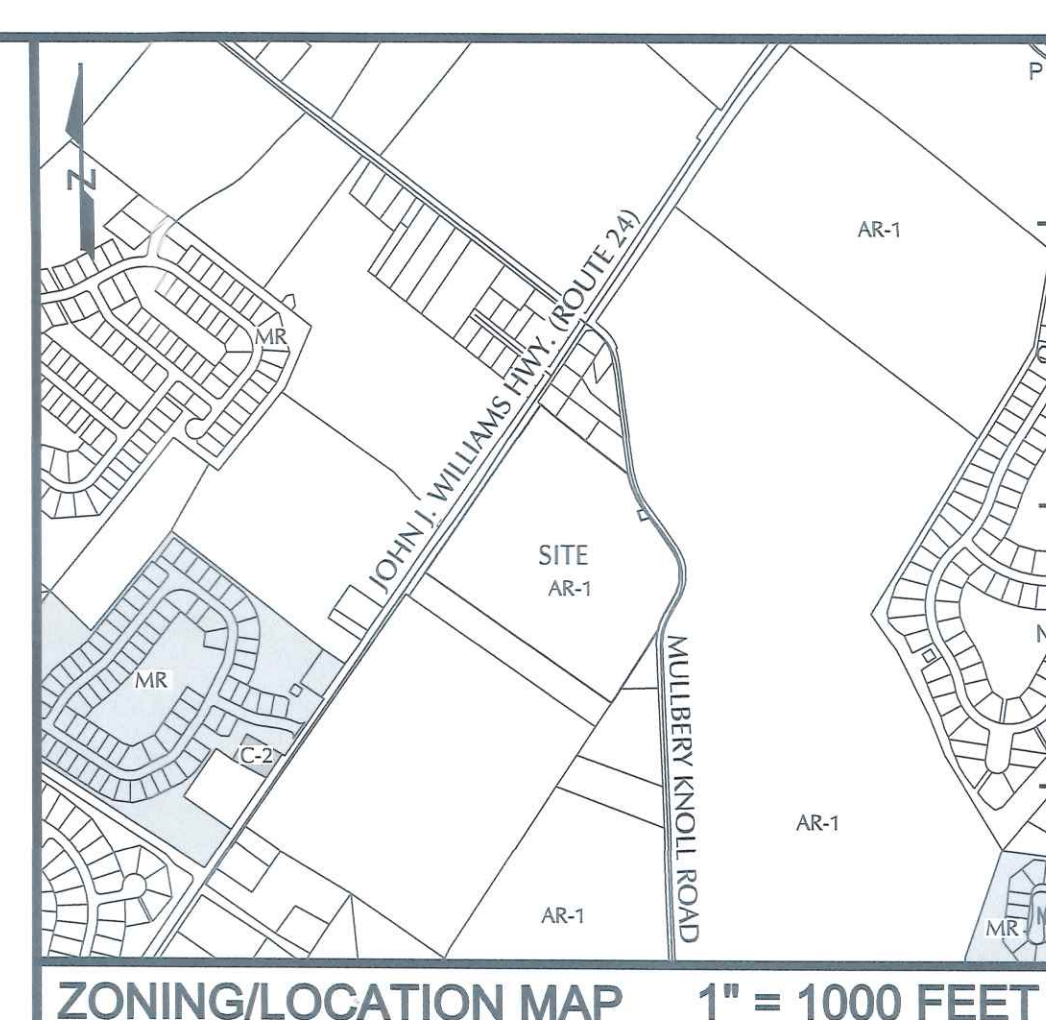 P
N
AR-1
MR
JOHN J. WILLIAMS HWY. (ROUTE 24)
SITE
AR-1
N
MR
MULLBERY KNOLL ROAD
C-2
AR-1
AR-1
MR
N
ZONING/LOCATION MAP 1" = 1000 FEET